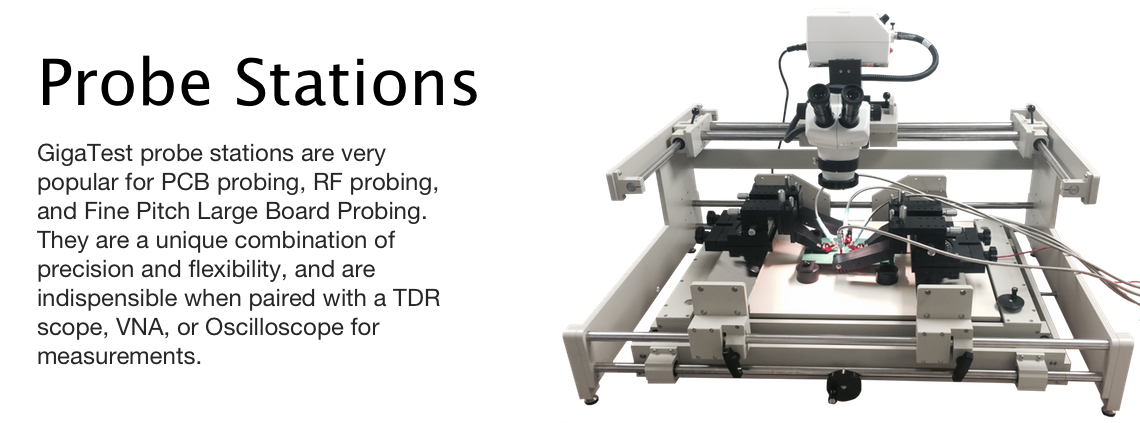 Probe Stations
GigaTest probe stations are very
popular for PCB probing, RF probing,
and Fine Pitch Large Board Probing.
They are a unique combination of
precision and flexibility, and are
indispensible when paired with a TDR
scope, VNA, or Oscilloscope for
measurements.